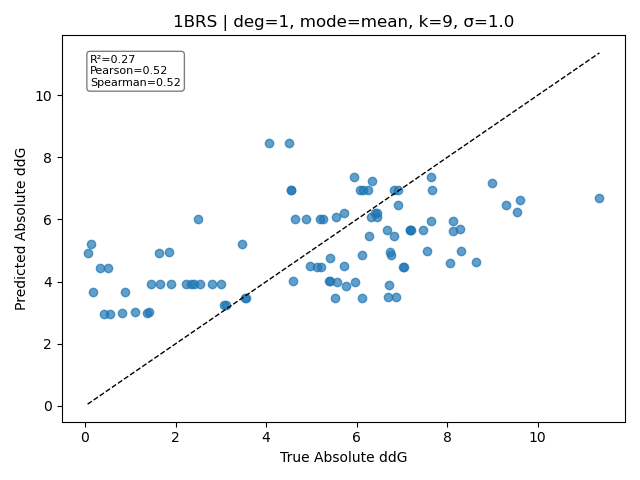 1BRS | deg=1, mode=mean, k=9, σ=1.0
R²=0.27
Pearson=0.52
Spearman=0.52
Predicted Absolute ddG
10
8
6
4
2
0
0 2 4 6 8 10
True Absolute ddG